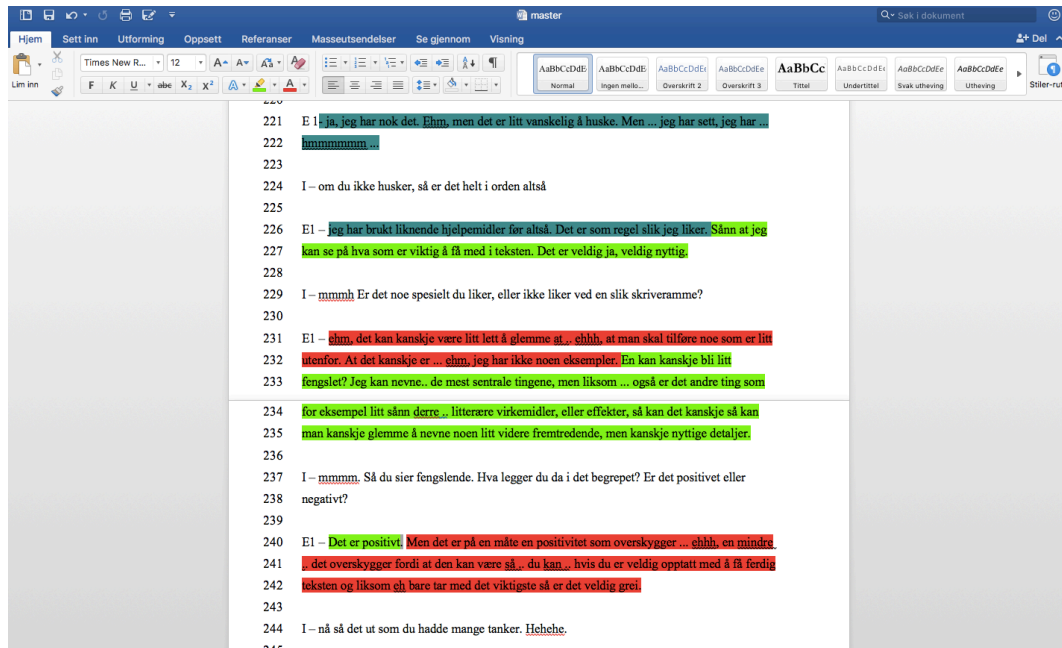 master
Søk i dokument
Hjem Sett inn Utforming Oppsett Referanser Masseutsendelser Se gjennom Visning Del
Lim inn
Times New R... 12
F K U abc X₂ X² A A
AaBbCcDdE AaBbCcDdE AaBbCcDdEe AaBbCcDdEe AaBbCc AaBbCcDdEe AaBbCcDdEe AaBbCcDdEe
Normal Ingen mello... Overskrift 2 Overskrift 3 Tittel Undertittel Svak utheving Utheving Stiler-rut
220
221 E 1- ja, jeg har nok det. Ehm, men det er litt vanskelig å huske. Men ... jeg har sett, jeg har ...
222 hmmmmmm ...
223
224 I – om du ikke husker, så er det helt i orden altså
225
226 E1 – jeg har brukt liknende hjelpemidler før altså. Det er som regel slik jeg liker. Sånn at jeg
227 kan se på hva som er viktig å få med i teksten. Det er veldig ja, veldig nyttig.
228
229 I – mmmh Er det noe spesielt du liker, eller ikke liker ved en slik skriveramme?
230
231 E1 – ehm, det kan kanskje være litt lett å glemme at .. ehhh, at man skal tilføre noe som er litt
232 utenfor. At det kanskje er ... ehm, jeg har ikke noen eksempler. En kan kanskje bli litt
233 fengslet? Jeg kan nevne.. de mest sentrale tingene, men liksom ... også er det andre ting som
234 for eksempel litt sånn derre .. litterære virkemidler, eller effekter, så kan det kanskje så kan
235 man kanskje glemme å nevne noen litt videre fremtredende, men kanskje nyttige detaljer.
236
237 I – mmmm. Så du sier fengslende. Hva legger du da i det begrepet? Er det positivet eller
238 negativt?
239
240 E1 – Det er positivt. Men det er på en måte en positivitet som overskygger ... ehhh, en mindre
241 .. det overskygger fordi at den kan være så .. du kan .. hvis du er veldig opptatt med å få ferdig
242 teksten og liksom eh bare tar med det viktigste så er det veldig grei.
243
244 I – nå så det ut som du hadde mange tanker. Hehehe.